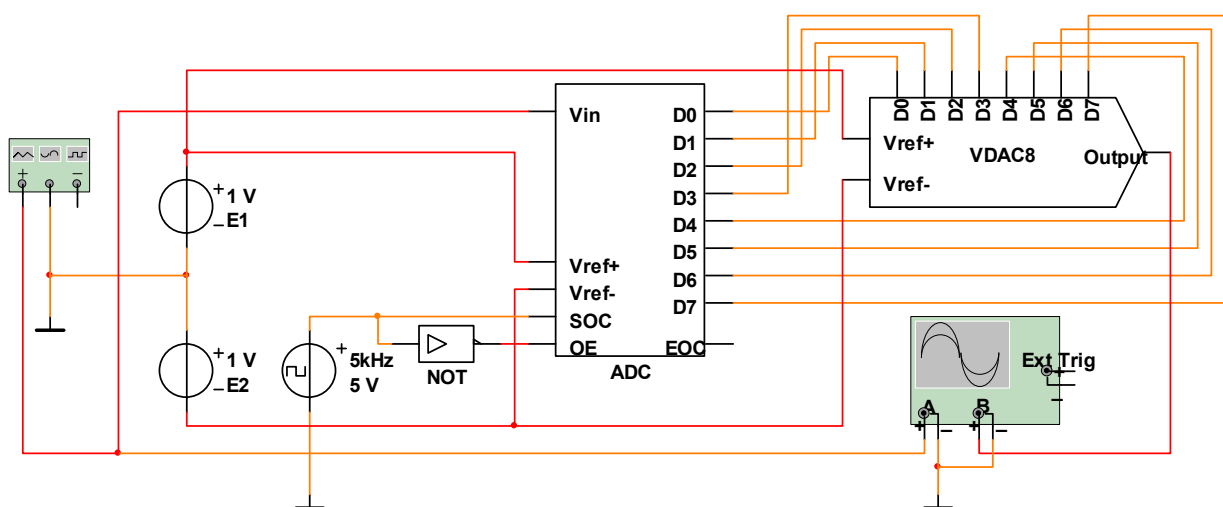 +
−
+ 1 V
− E1
+ 1 V
− E2
+ 5kHz
5 V
NOT
Vin
Vref+
Vref-
SOC
OE
D0
D1
D2
D3
D4
D5
D6
D7
EOC
ADC
D0
D1
D2
D3
D4
D5
D6
D7
Vref+
Vref-
VDAC8
Output
Ext Trig
+
−
A
B
+ −
+ −